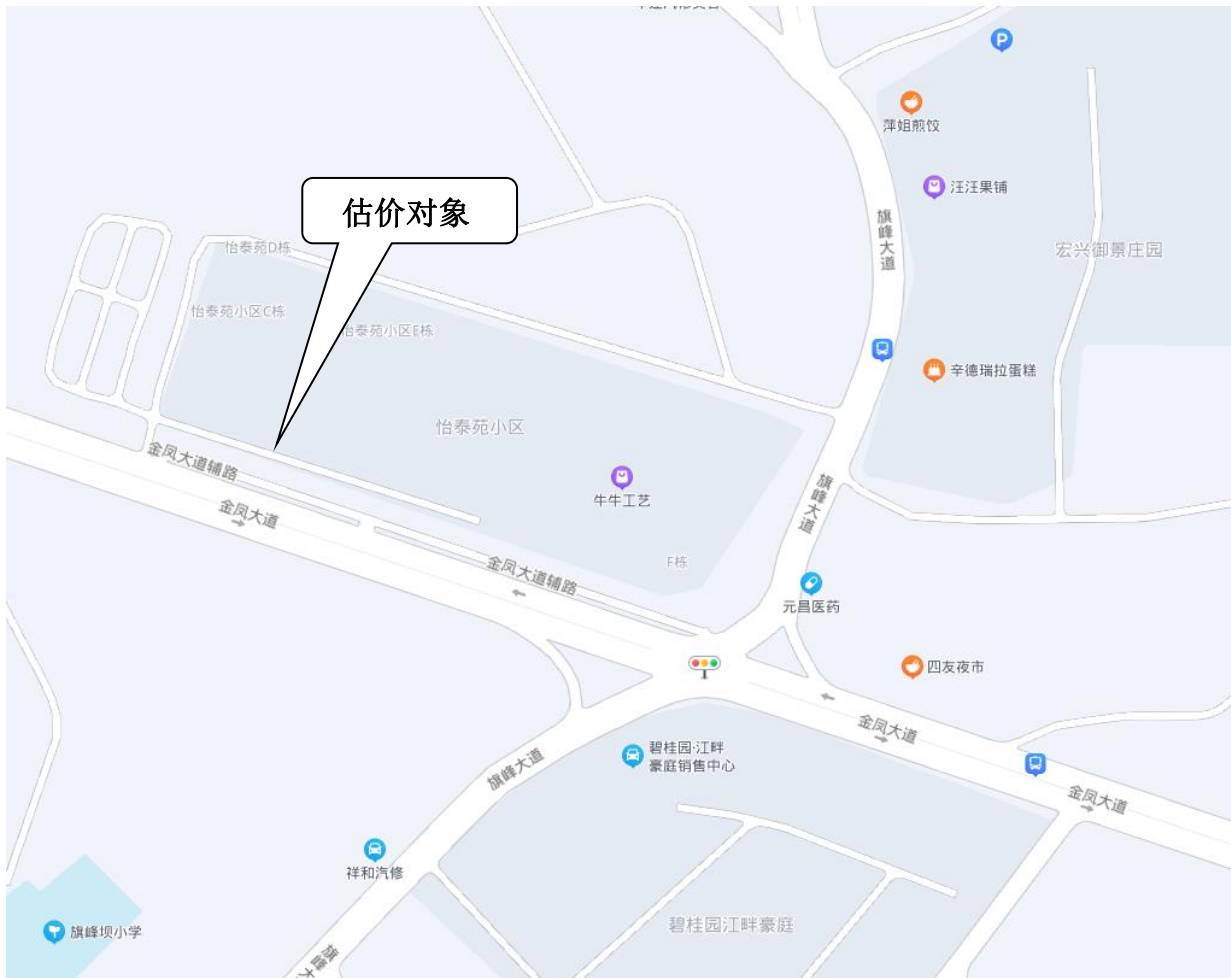 P
萍姐煎饺
汪汪果铺
估价对象
旗峰大道
怡泰苑D栋
宏兴御景庄园
怡泰苑小区C栋
怡泰苑小区E栋
辛德瑞拉蛋糕
怡泰苑小区
金凤大道辅路
牛牛工艺
旗峰大道
金凤大道
F栋
金凤大道辅路
元昌医药
四友夜市
金凤大道
碧桂园·江畔
豪庭销售中心
旗峰大道
金凤大道
祥和汽修
碧桂园江畔豪庭
旗峰坝小学
旗峰大